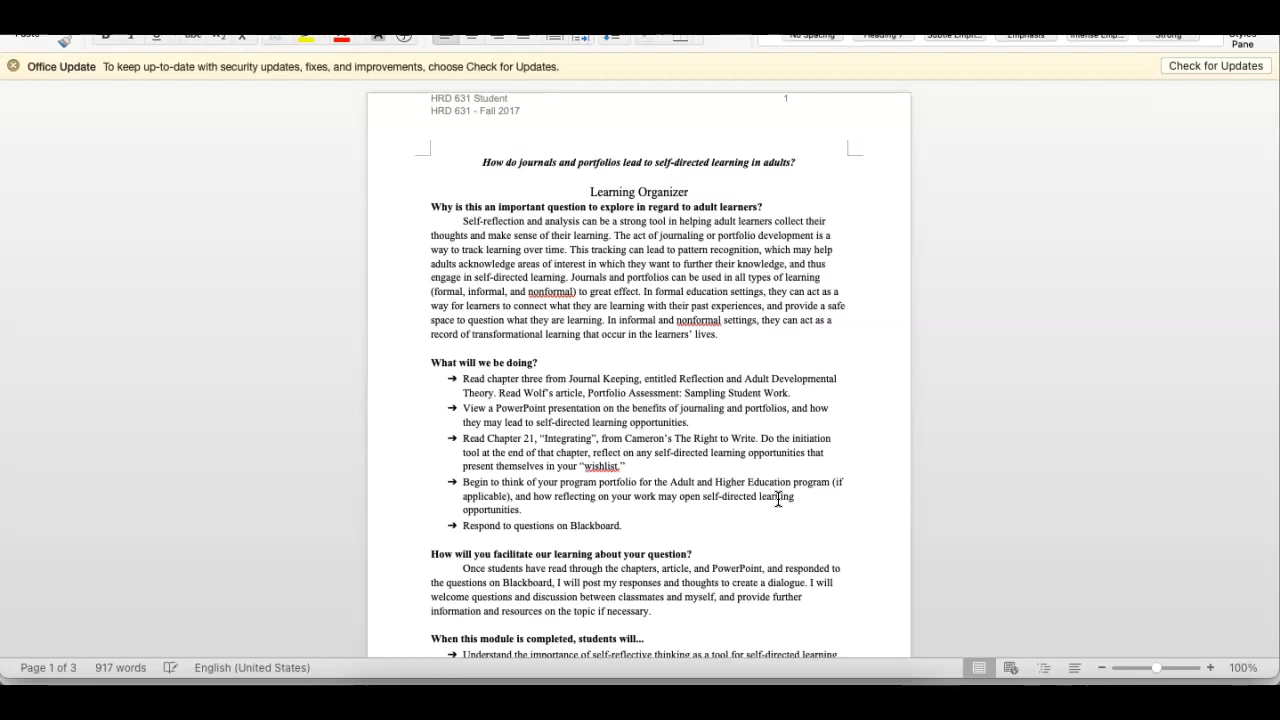 Styles
Pane
Office Update To keep up-to-date with security updates, fixes, and improvements, choose Check for Updates.
Check for Updates
HRD 631 Student 1
HRD 631 - Fall 2017
How do journals and portfolios lead to self-directed learning in adults?
Learning Organizer
Why is this an important question to explore in regard to adult learners?
Self-reflection and analysis can be a strong tool in helping adult learners collect their
thoughts and make sense of their learning. The act of journaling or portfolio development is a
way to track learning over time. This tracking can lead to pattern recognition, which may help
adults acknowledge areas of interest in which they want to further their knowledge, and thus
engage in self-directed learning. Journals and portfolios can be used in all types of learning
(formal, informal, and nonformal) to great effect. In formal education settings, they can act as a
way for learners to connect what they are learning with their past experiences, and provide a safe
space to question what they are learning. In informal and nonformal settings, they can act as a
record of transformational learning that occur in the learners’ lives.
What will we be doing?
➔ Read chapter three from Journal Keeping, entitled Reflection and Adult Developmental
Theory. Read Wolf’s article, Portfolio Assessment: Sampling Student Work.
➔ View a PowerPoint presentation on the benefits of journaling and portfolios, and how
they may lead to self-directed learning opportunities.
➔ Read Chapter 21, “Integrating”, from Cameron’s The Right to Write. Do the initiation
tool at the end of that chapter, reflect on any self-directed learning opportunities that
present themselves in your “wishlist.”
➔ Begin to think of your program portfolio for the Adult and Higher Education program (if
applicable), and how reflecting on your work may open self-directed learning
opportunities.
➔ Respond to questions on Blackboard.
How will you facilitate our learning about your question?
Once students have read through the chapters, article, and PowerPoint, and responded to
the questions on Blackboard, I will post my responses and thoughts to create a dialogue. I will
welcome questions and discussion between classmates and myself, and provide further
information and resources on the topic if necessary.
When this module is completed, students will...
➔ Understand the importance of self-reflective thinking as a tool for self-directed learning
Page 1 of 3 917 words English (United States) 100%